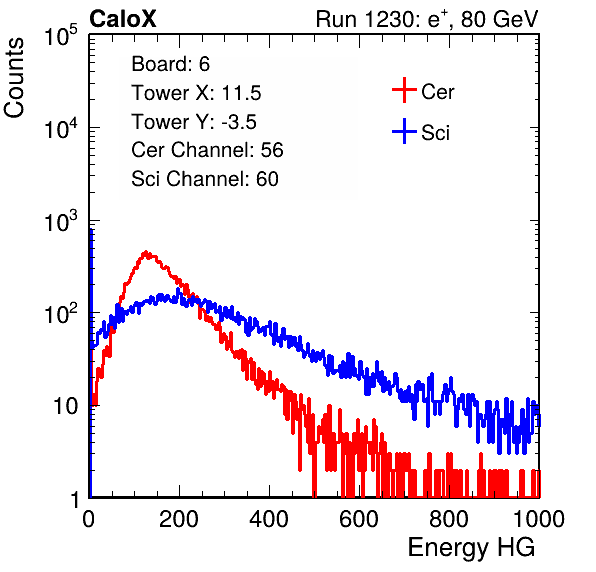 CaloX Run 1230: e+, 80 GeV
Counts
10^5
10^4
10^3
10^2
10
1
Board: 6
Tower X: 11.5
Tower Y: -3.5
Cer Channel: 56
Sci Channel: 60
Cer
Sci
0 200 400 600 800 1000
Energy HG